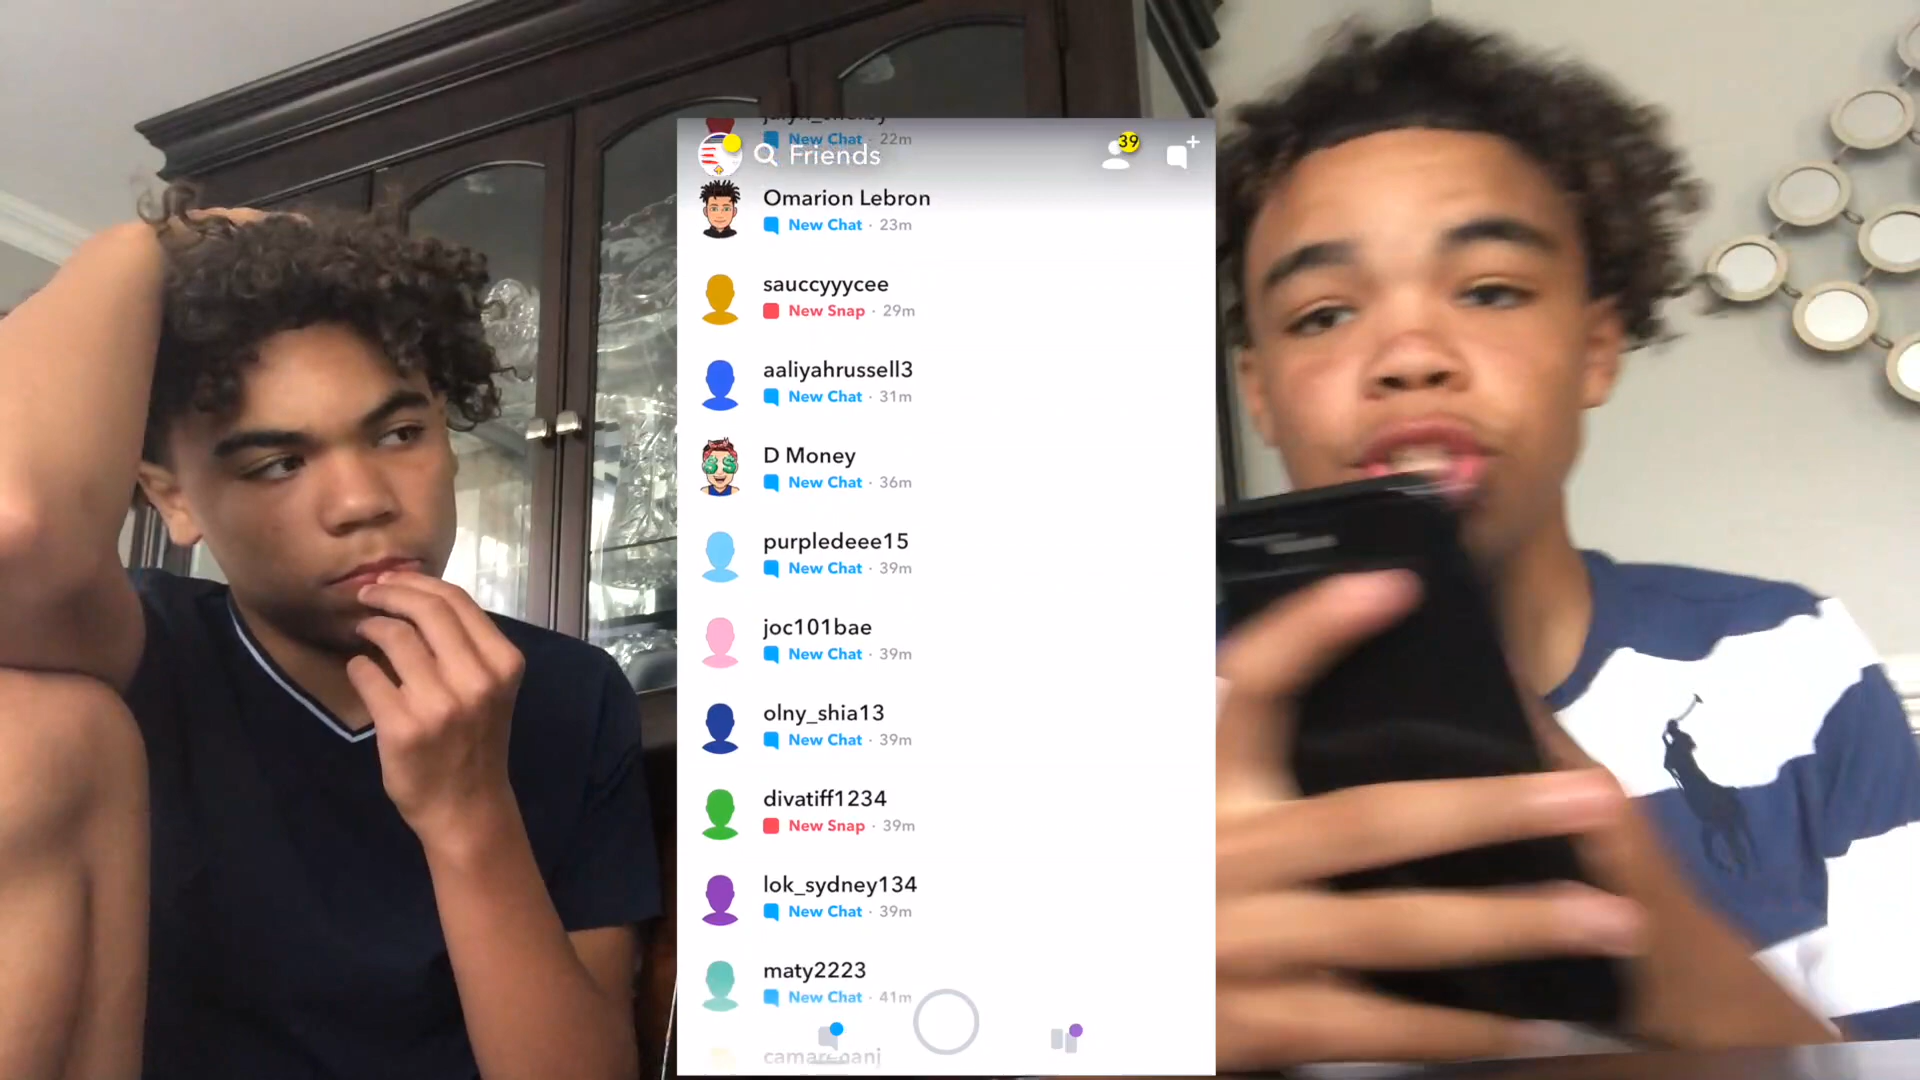 New Chat · 22m
Friends
39
Omarion Lebron
New Chat · 23m
sauccyyycee
New Snap · 29m
aaliyahrussell3
New Chat · 31m
D Money
New Chat · 36m
purpledeee15
New Chat · 39m
joc101bae
New Chat · 39m
olny_shia13
New Chat · 39m
divatiff1234
New Snap · 39m
lok_sydney134
New Chat · 39m
maty2223
New Chat · 41m